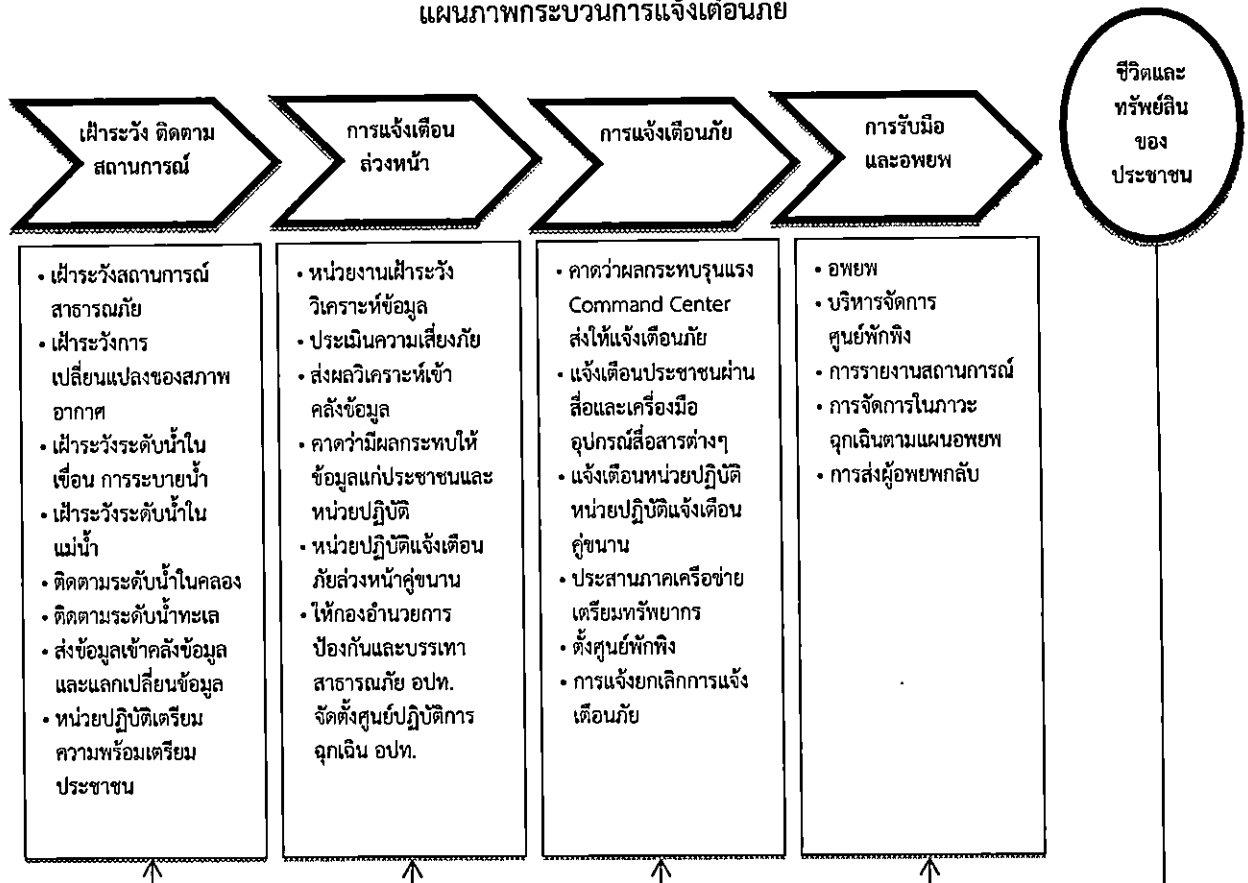 แผนภาพกระบวนการแจ้งเตือนภัย
เฝ้าระวัง ติดตาม
สถานการณ์
การแจ้งเตือน
ล่วงหน้า
การแจ้งเตือนภัย
การรับมือ
และอพยพ
ชีวิตและ
ทรัพย์สิน
ของ
ประชาชน
• เฝ้าระวังสถานการณ์
สาธารณภัย
• เฝ้าระวังการ
เปลี่ยนแปลงของสภาพ
อากาศ
• เฝ้าระวังระดับน้ำใน
เขื่อน การระบายน้ำ
• เฝ้าระวังระดับน้ำใน
แม่น้ำ
• ติดตามระดับน้ำในคลอง
• ติดตามระดับน้ำทะเล
• ส่งข้อมูลเข้าคลังข้อมูล
และแลกเปลี่ยนข้อมูล
• หน่วยปฏิบัติเตรียม
ความพร้อมเตรียม
ประชาชน
• หน่วยงานเฝ้าระวัง
วิเคราะห์ข้อมูล
• ประเมินความเสี่ยงภัย
• ส่งผลวิเคราะห์เข้า
คลังข้อมูล
• คาดว่ามีผลกระทบให้
ข้อมูลแก่ประชาชนและ
หน่วยปฏิบัติ
• หน่วยปฏิบัติแจ้งเตือน
ภัยล่วงหน้าคู่ขนาน
• ให้กองอำนวยการ
ป้องกันและบรรเทา
สาธารณภัย อปท.
จัดตั้งศูนย์ปฏิบัติการ
ฉุกเฉิน อปท.
• คาดว่าผลกระทบรุนแรง
Command Center
ส่งให้แจ้งเตือนภัย
• แจ้งเตือนประชาชนผ่าน
สื่อและเครื่องมือ
อุปกรณ์สื่อสารต่างๆ
• แจ้งเตือนหน่วยปฏิบัติ
หน่วยปฏิบัติแจ้งเตือน
คู่ขนาน
• ประสานภาคเครือข่าย
เตรียมทรัพยากร
• ตั้งศูนย์พักพิง
• การแจ้งยกเลิกการแจ้ง
เตือนภัย
• อพยพ
• บริหารจัดการ
ศูนย์พักพิง
• การรายงานสถานการณ์
• การจัดการในภาวะ
ฉุกเฉินตามแผนอพยพ
• การส่งผู้อพยพกลับ